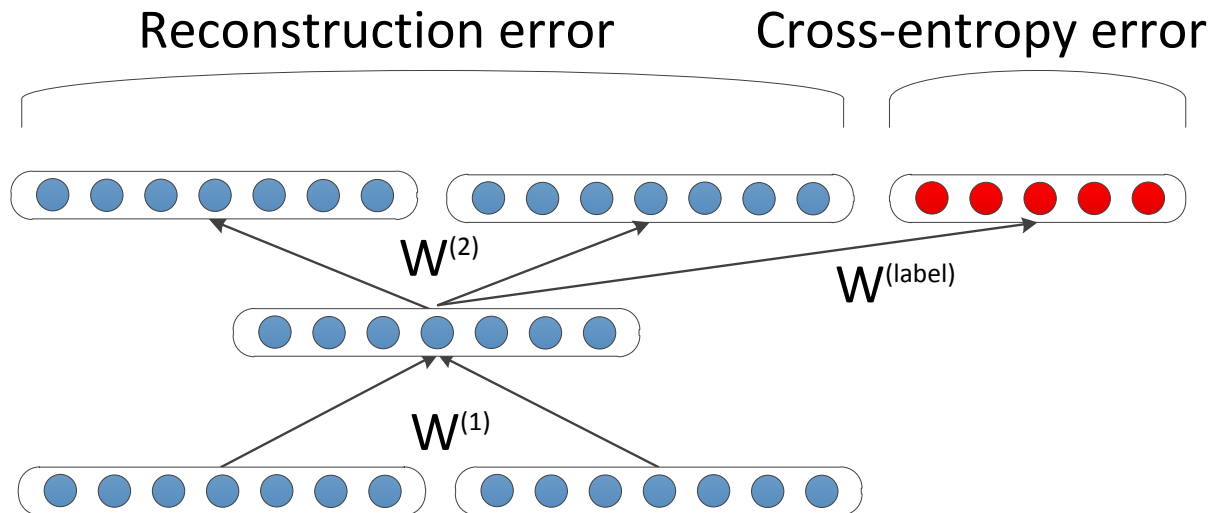 Reconstruction error
Cross-entropy error
W(2)
W(label)
W(1)